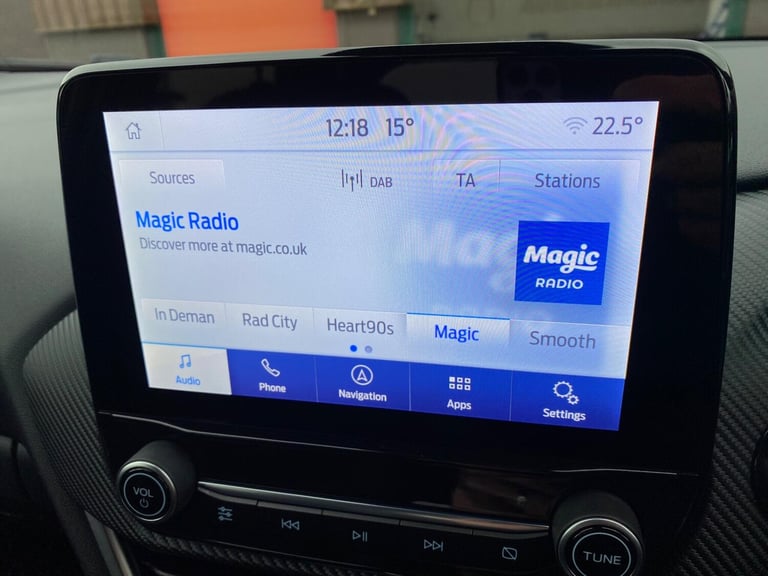 12:18 15° 22.5°
Sources DAB TA Stations
Magic Radio
Discover more at magic.co.uk
Magic
RADIO
In Deman Rad City Heart90s Magic Smooth
Audio Phone Navigation Apps Settings
VOL
TUNE